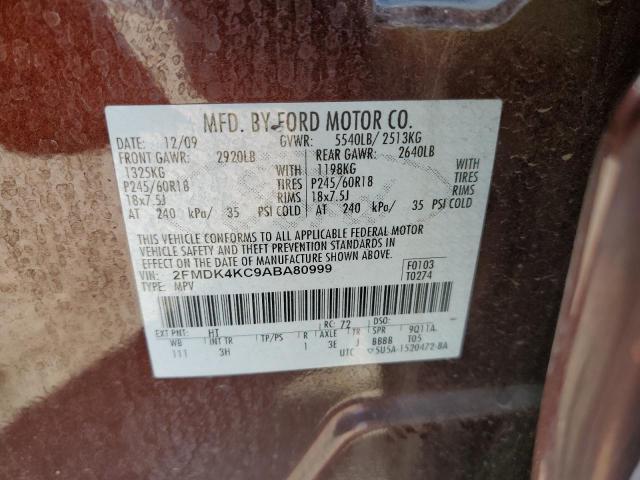 MFD. BY FORD MOTOR CO.
DATE: 12/09 GVWR: 5540LB/ 2513KG
FRONT GAWR: 2920LB REAR GAWR: 2640LB
1325KG WITH 1198KG WITH
P245/60R18 TIRES P245/60R18 TIRES
18x7.5J RIMS 18x7.5J RIMS
AT 240 kPa/ 35 PSI COLD AT 240 kPa/ 35 PSI COLD
THIS VEHICLE CONFORMS TO ALL APPLICABLE FEDERAL MOTOR
VEHICLE SAFETY AND THEFT PREVENTION STANDARDS IN
EFFECT ON THE DATE OF MANUFACTURE SHOWN ABOVE.
VIN: 2FMDK4KC9ABA80999 F0103
TYPE: MPV T0274
EXT PNT: HT RC: 72 DSO:
WB INT TR TP/PS R AXLE TR SPR 9Q11A
111 3H 1 3E J BBBB T05
UTC 5U5A-1520472-BA